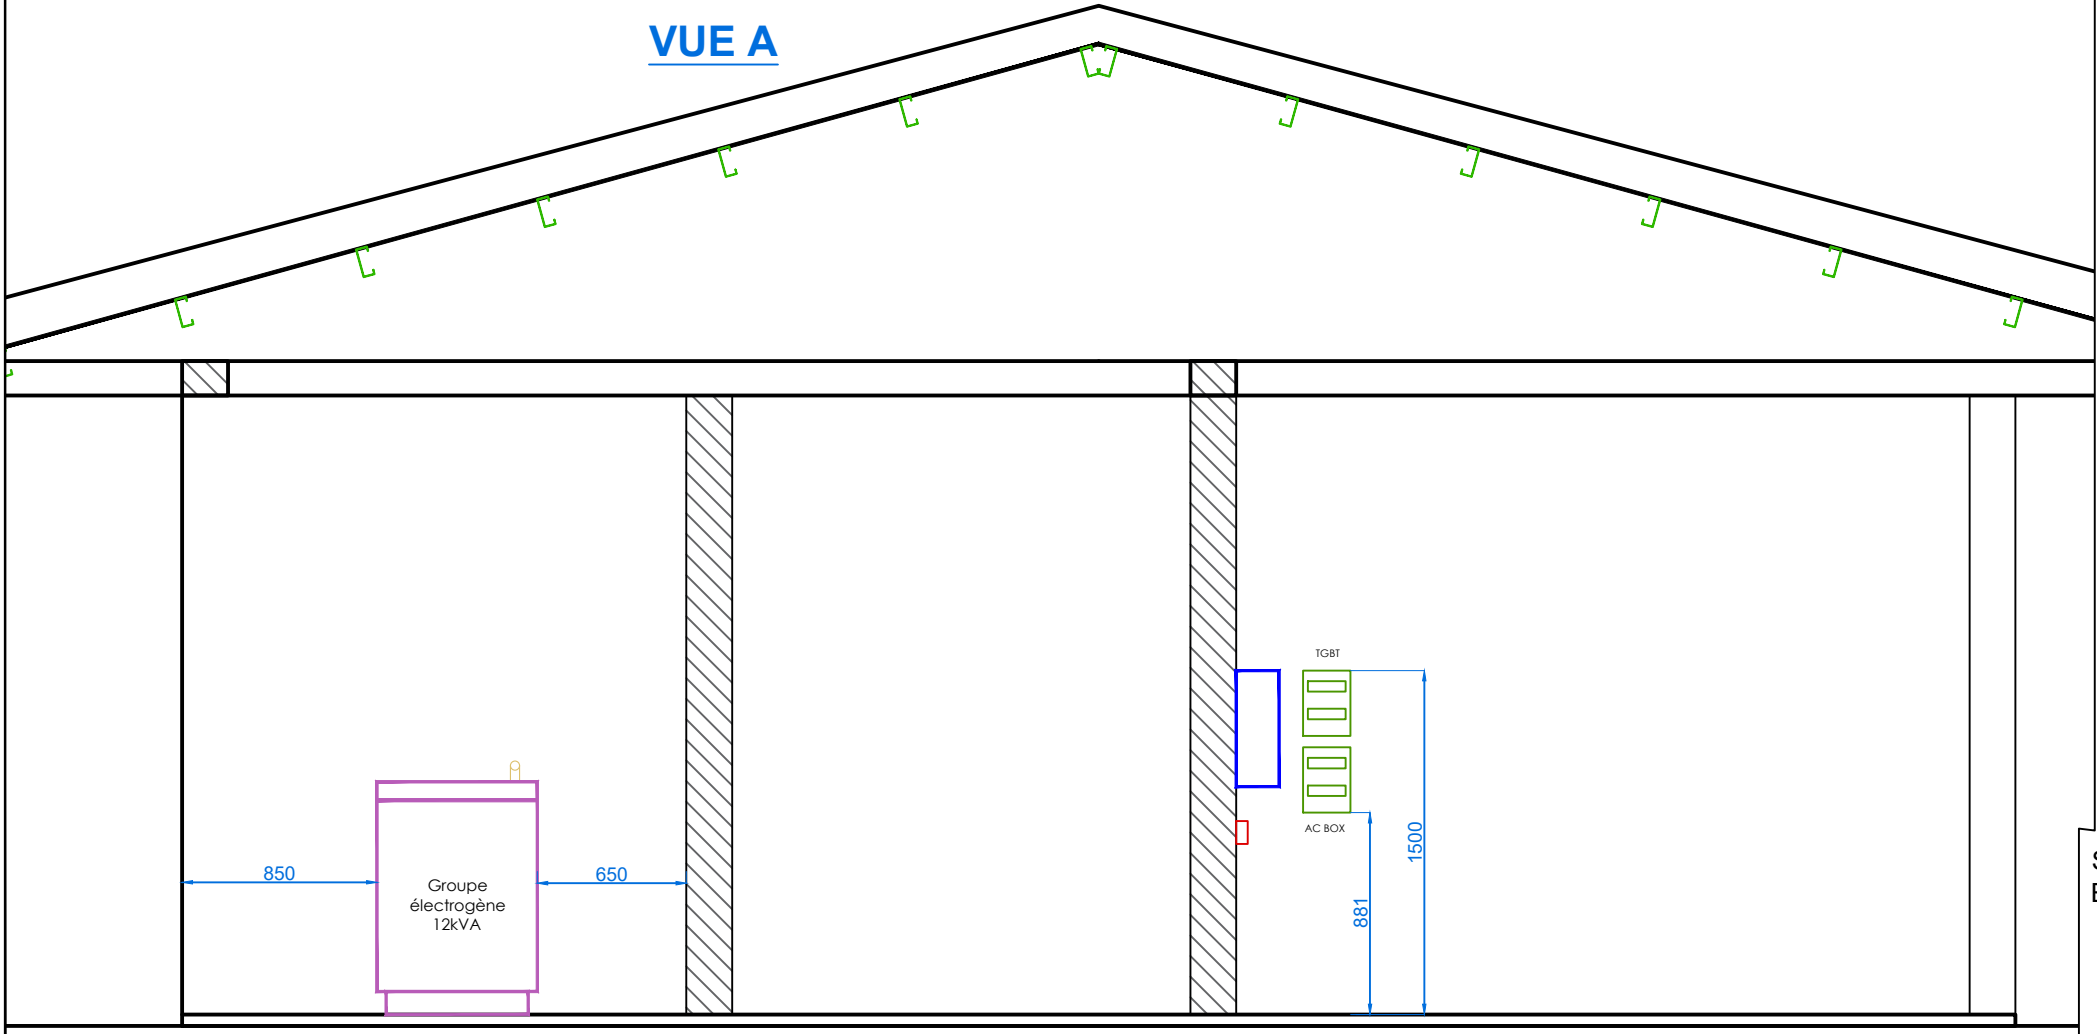 VUE A
TGBT
AC BOX
1500
881
850
650
Groupe
électrogène
12kVA